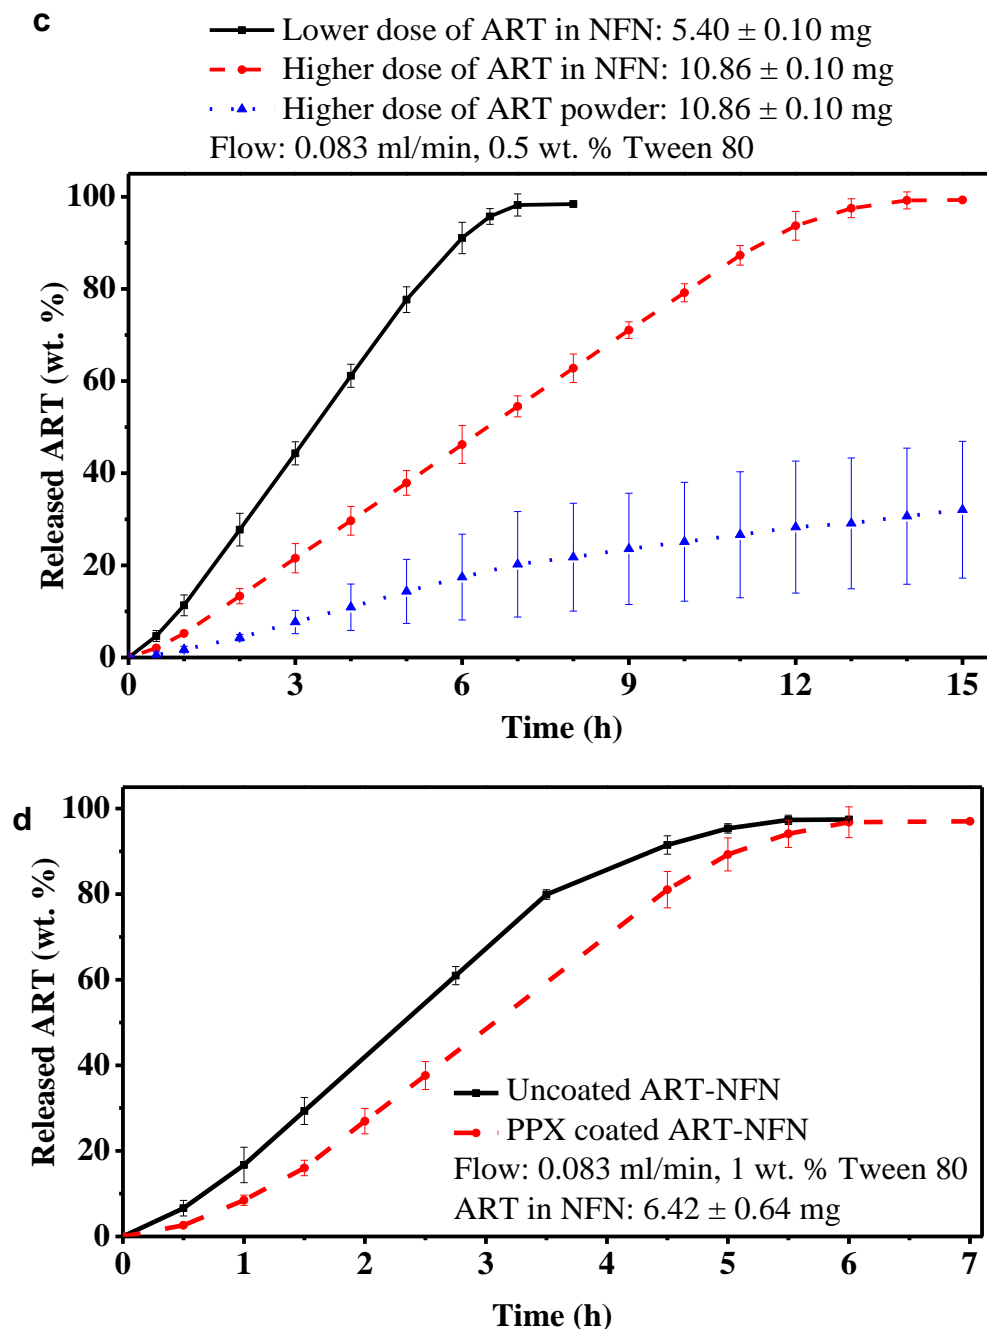 c
Lower dose of ART in NFN: 5.40 ± 0.10 mg
Higher dose of ART in NFN: 10.86 ± 0.10 mg
Higher dose of ART powder: 10.86 ± 0.10 mg
Flow: 0.083 ml/min, 0.5 wt. % Tween 80
100
80
60
40
20
0
Released ART (wt. %)
0 3 6 9 12 15
Time (h)
d
100
80
60
40
20
0
Released ART (wt. %)
Uncoated ART-NFN
PPX coated ART-NFN
Flow: 0.083 ml/min, 1 wt. % Tween 80
ART in NFN: 6.42 ± 0.64 mg
0 1 2 3 4 5 6 7
Time (h)